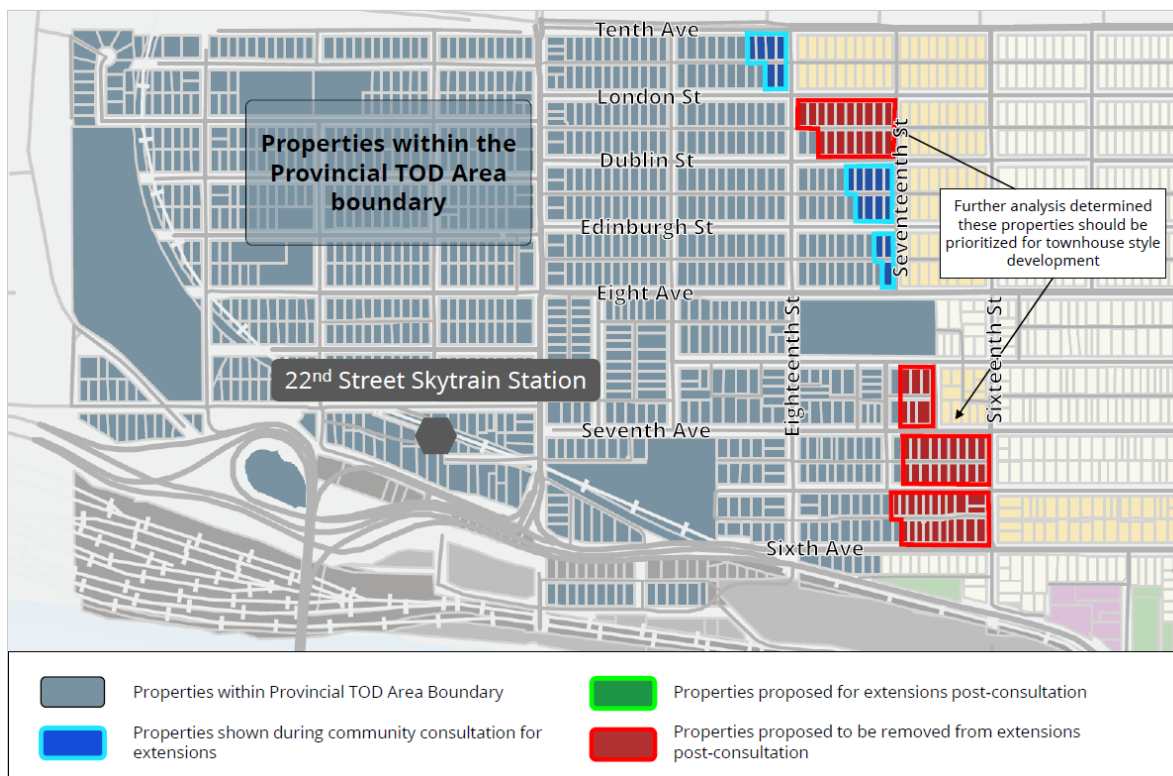 Tenth Ave
London St
Properties within the
Provincial TOD Area
boundary
Dublin St
Seventeenth St
Further analysis determined
these properties should be
prioritized for townhouse style
development
Edinburgh St
Eight Ave
Eighteenth St
Sixteenth St
22nd Street Skytrain Station
Seventh Ave
Sixth Ave
Properties within Provincial TOD Area Boundary
Properties shown during community consultation for
extensions
Properties proposed for extensions post-consultation
Properties proposed to be removed from extensions
post-consultation